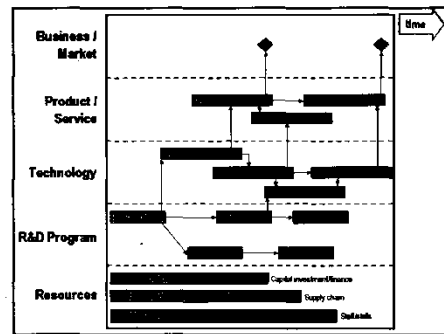 Business /
Market
time
Product /
Service
Technology
R&D Program
Resources
Capital investment/finance
Supply chain
Staff/skills